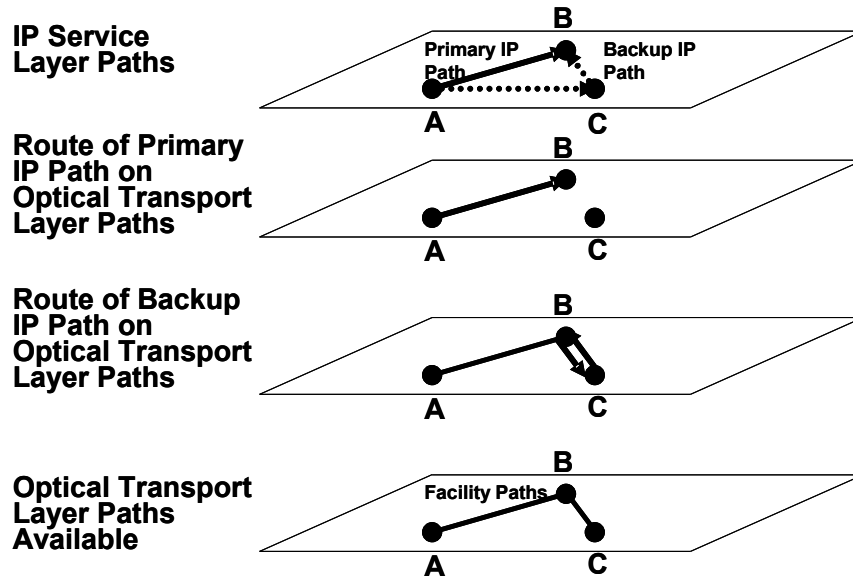 IP Service
Layer Paths
B
Primary IP
Path
Backup IP
Path
A
C
Route of Primary
IP Path on
Optical Transport
Layer Paths
B
A
C
Route of Backup
IP Path on
Optical Transport
Layer Paths
B
A
C
Optical Transport
Layer Paths
Available
B
Facility Paths
A
C